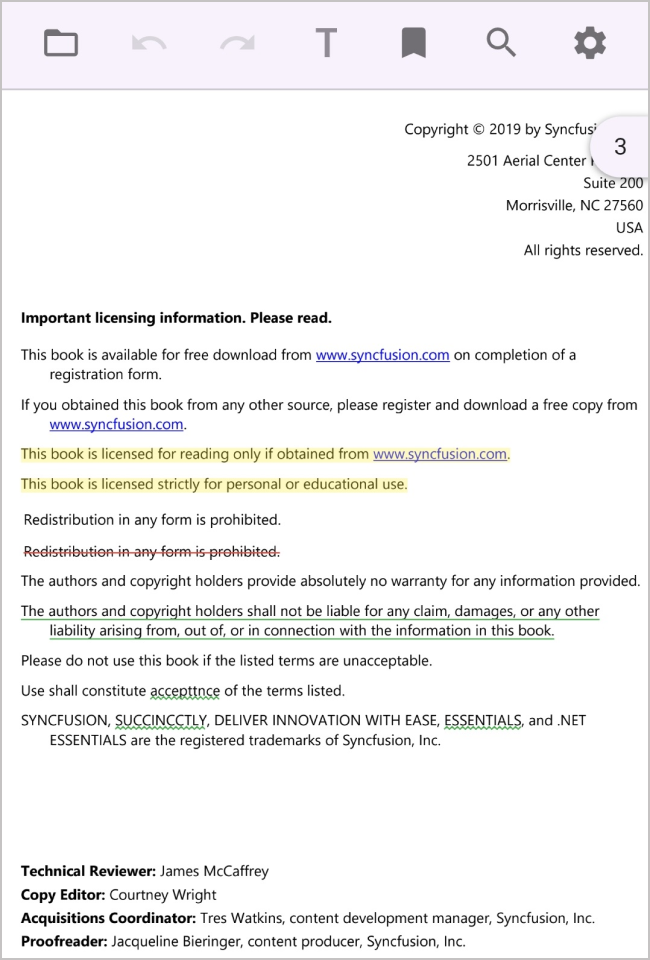 T
3
Copyright © 2019 by
2501 Aerial Center
Suite 200
Morrisville, NC 27560
USA
All rights reserved.
Important licensing information. Please read.
This book is available for free download from www.syncfusion.com on completion of a
registration form.
If you obtained this book from any other source, please register and download a free copy from
www.syncfusion.com.
This book is licensed for reading only if obtained from www.syncfusion.com.
This book is licensed strictly for personal or educational use.
Redistribution in any form is prohibited.
Redistribution in any form is prohibited.
The authors and copyright holders provide absolutely no warranty for any information provided.
The authors and copyright holders shall not be liable for any claim, damages, or any other
liability arising from, out of, or in connection with the information in this book.
Please do not use this book if the listed terms are unacceptable.
Use shall constitute accepttnce of the terms listed.
SYNCFUSION, SUCCINCCTLY, DELIVER INNOVATION WITH EASE, ESSENTIALS, and .NET
ESSENTIALS are the registered trademarks of Syncfusion, Inc.
Technical Reviewer: James McCaffrey
Copy Editor: Courtney Wright
Acquisitions Coordinator: Tres Watkins, content development manager, Syncfusion, Inc.
Proofreader: Jacqueline Bieringer, content producer, Syncfusion, Inc.